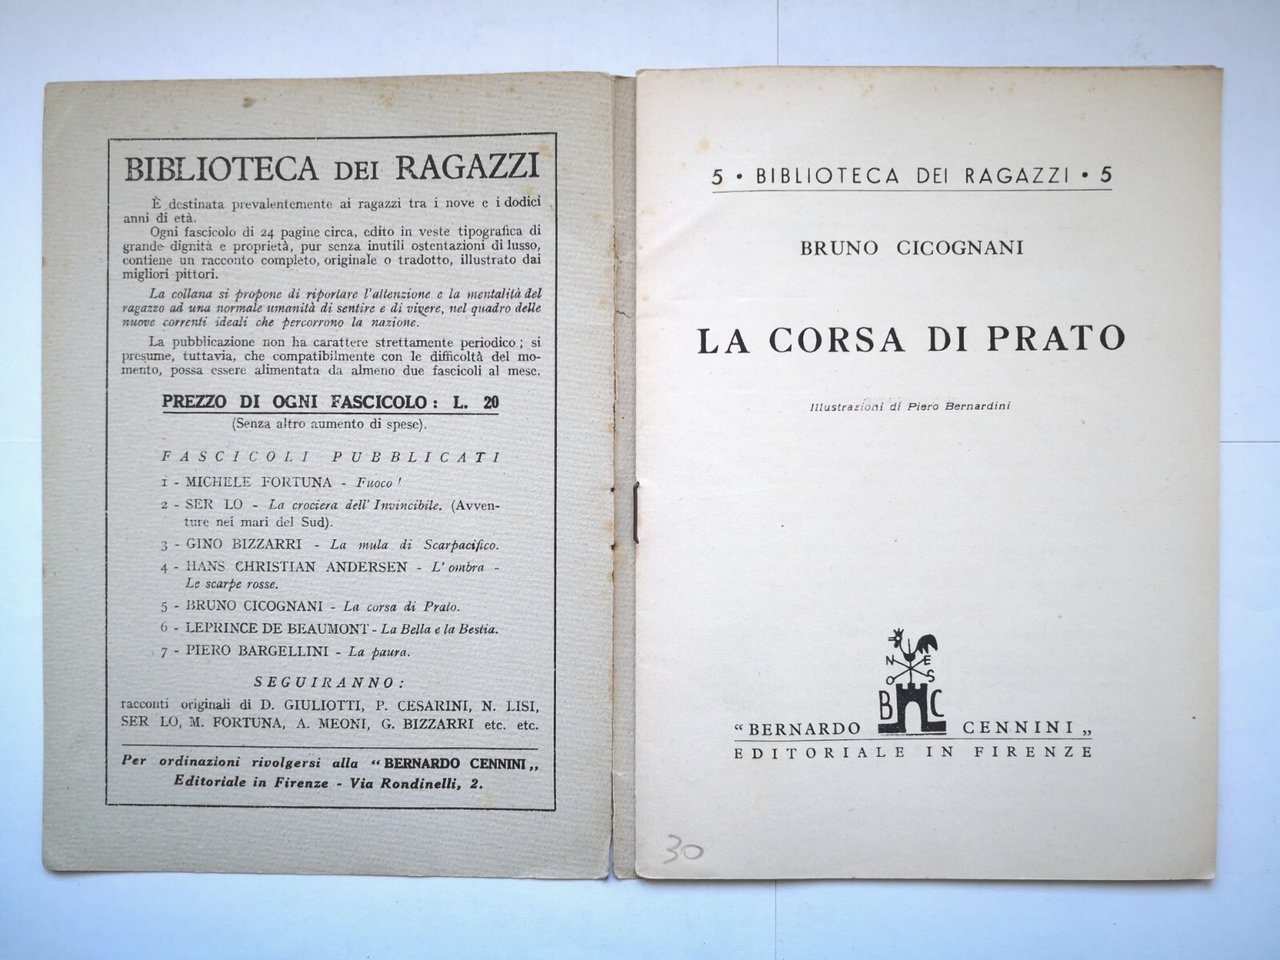 BIBLIOTECA DEI RAGAZZI
È destinata prevalentemente ai ragazzi tra i nove e i dodici
anni di età.
Ogni fascicolo di 24 pagine circa, edito in veste tipografica di
grande dignità e proprietà, pur senza inutili ostentazioni di lusso,
contiene un racconto completo, originale o tradotto, illustrato dai
migliori pittori.
La collana si propone di riportare l'attenzione e la mentalità del
ragazzo ad una normale umanità di sentire e di vivere, nel quadro delle
nuove correnti ideali che percorrono la nazione.
La pubblicazione non ha carattere strettamente periodico ; si
presume, tuttavia, che compatibilmente con le difficoltà del mo-
mento, possa essere alimentata da almeno due fascicoli al mese.
PREZZO DI OGNI FASCICOLO : L. 20
(Senza altro aumento di spese).
FASCICOLI PUBBLICATI
1 - MICHELE FORTUNA - Fuoco !
2 - SER LO - La crociera dell' Invincibile. (Avven-
ture nei mari del Sud).
3 - GINO BIZZARRI - La mula di Scarpacifico.
4 - HANS CHRISTIAN ANDERSEN - L' ombra -
Le scarpe rosse.
5 - BRUNO CICOGNANI - La corsa di Prato.
6 - LEPRINCE DE BEAUMONT - La Bella e la Bestia.
7 - PIERO BARGELLINI - La paura.
SEGUIRANNO :
racconti originali di D. GIULIOTTI, P. CESARINI, N. LISI,
SER LO, M. FORTUNA, A. MEONI, G. BIZZARRI etc. etc.
Per ordinazioni rivolgersi alla “ BERNARDO CENNINI „
Editoriale in Firenze - Via Rondinelli, 2.
5 • BIBLIOTECA DEI RAGAZZI • 5
BRUNO CICOGNANI
LA CORSA DI PRATO
Illustrazioni di Piero Bernardini
N E
O S
B C
“ BERNARDO CENNINI „
EDITORIALE IN FIRENZE
30